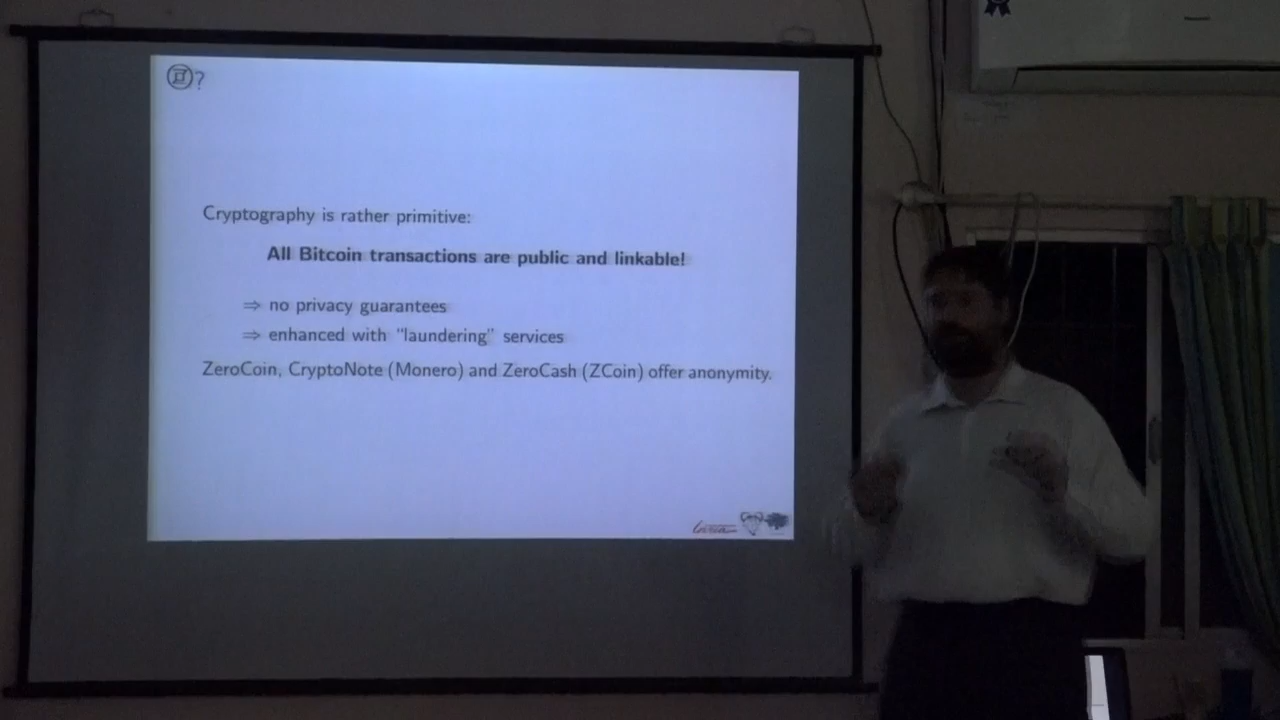 ?
Cryptography is rather primitive:
All Bitcoin transactions are public and linkable!
⇒ no privacy guarantees
⇒ enhanced with “laundering” services
ZeroCoin, CryptoNote (Monero) and ZeroCash (ZCoin) offer anonymity.
Inria